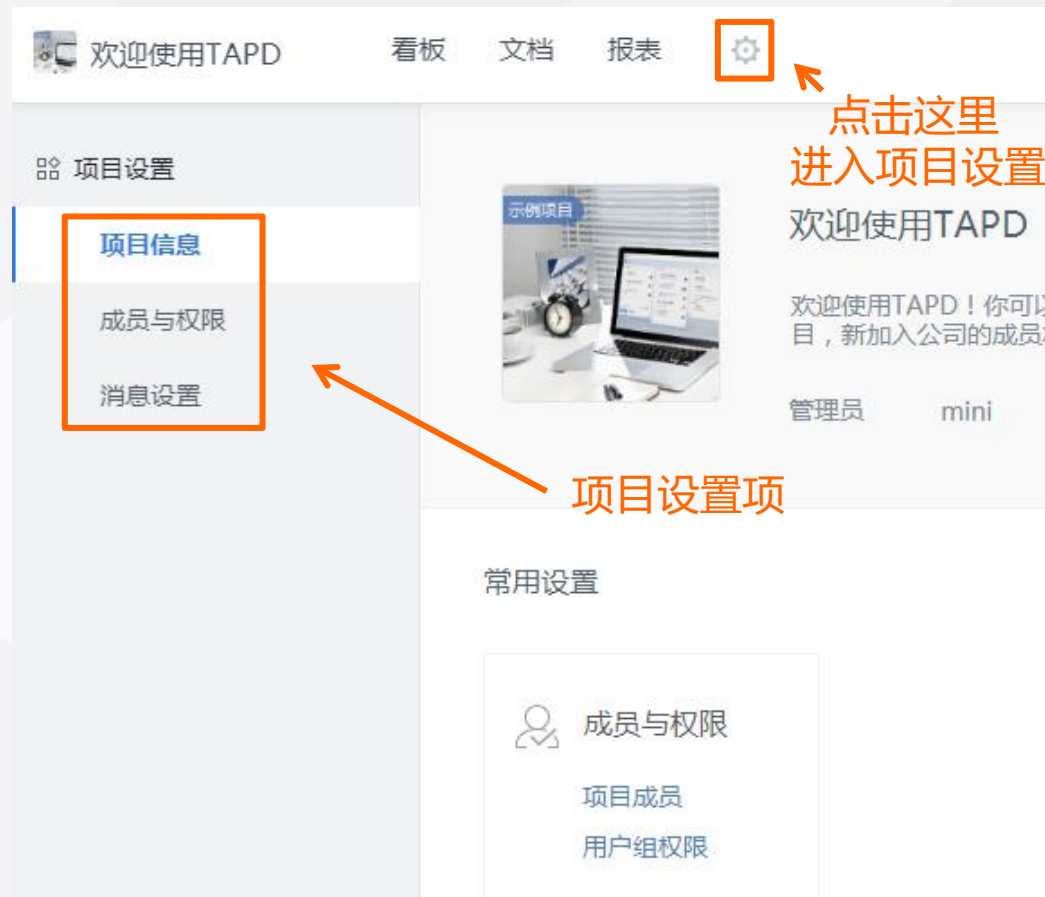 欢迎使用TAPD 看板 文档 报表
点击这里
进入项目设置
项目设置
示例项目
欢迎使用TAPD
项目信息
欢迎使用TAPD！你可以
目，新加入公司的成员
成员与权限
消息设置
管理员 mini
项目设置项
常用设置
成员与权限
项目成员
用户组权限